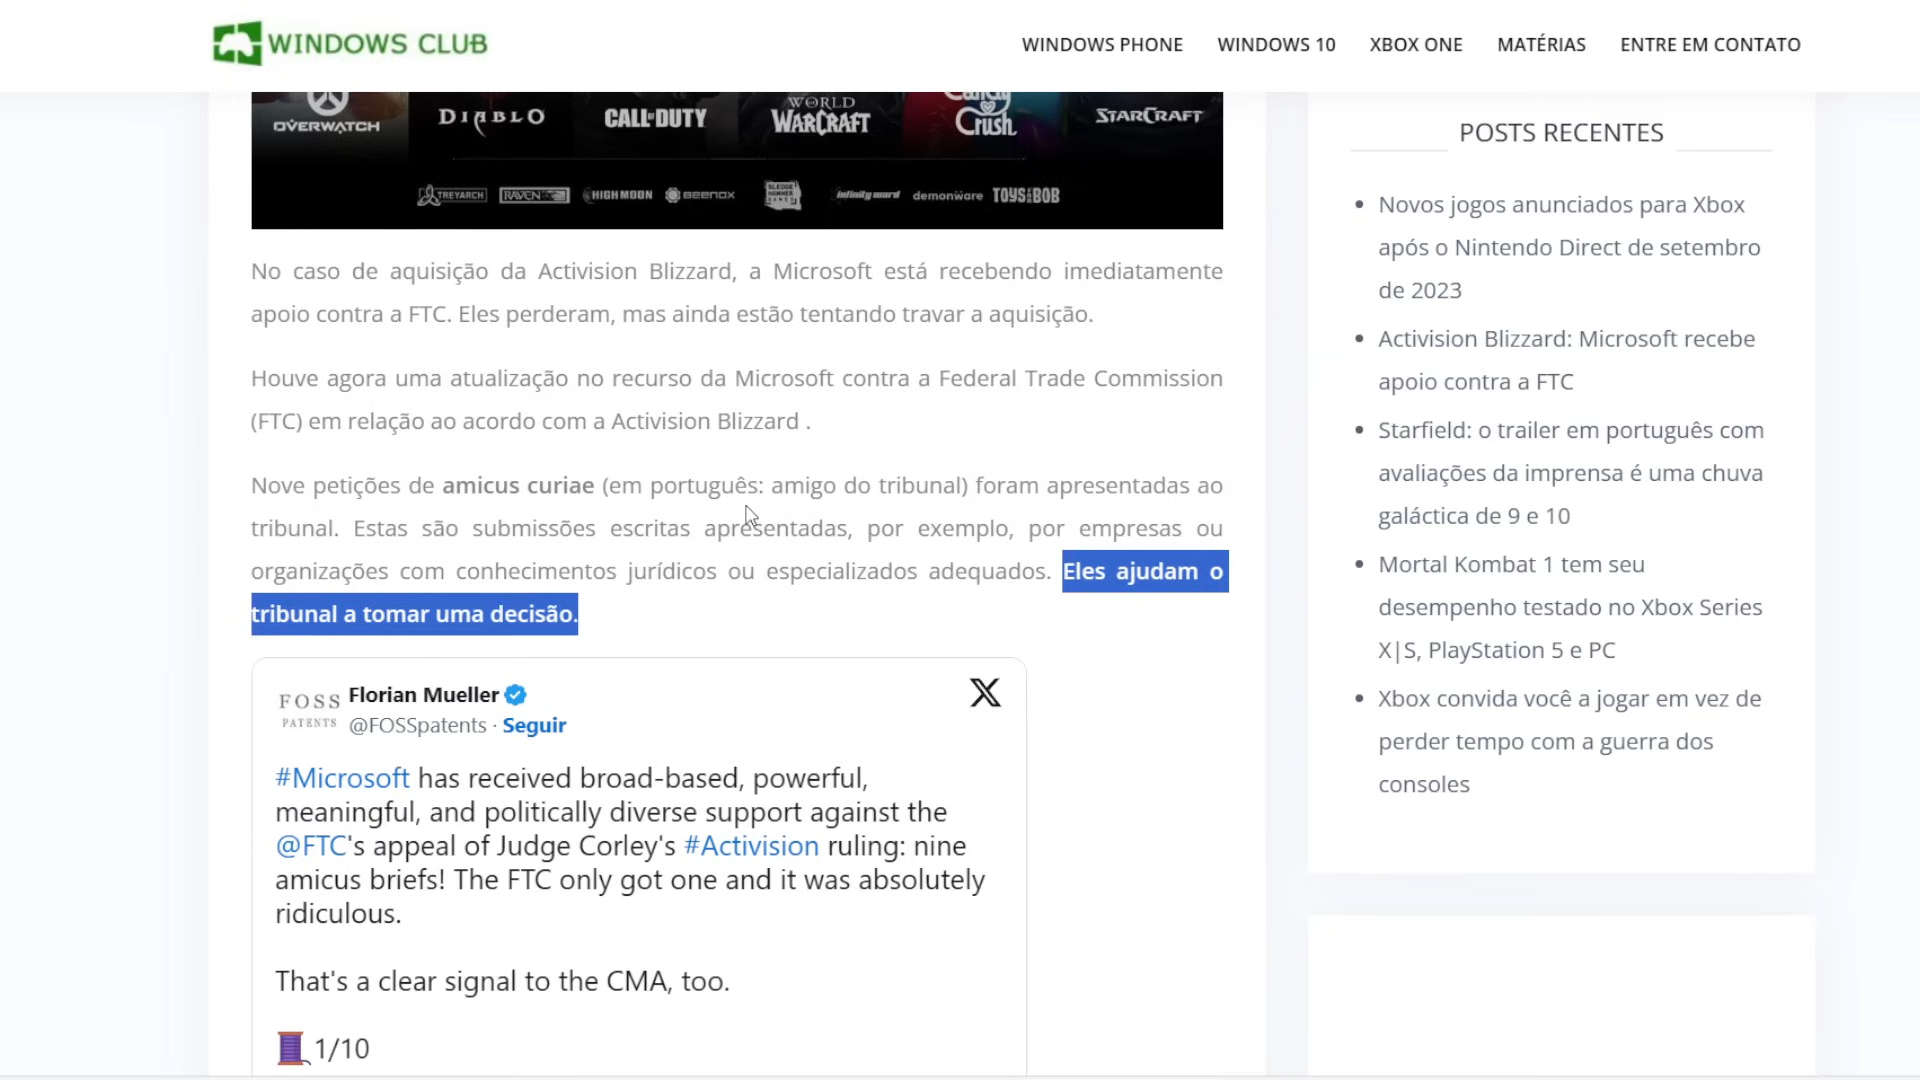 WINDOWS CLUB
WINDOWS PHONE
WINDOWS 10
XBOX ONE
MATÉRIAS
ENTRE EM CONTATO
OVERWATCH
DIABLO
CALL OF DUTY
WORLD
WARCRAFT
Candy
Crush
STARCRAFT
TREYARCH
RAVEN
HIGH MOON
BEENOX
SLEDGE
HAMMER
GAMES
infinity ward
demonware
TOYS FOR BOB
No caso de aquisição da Activision Blizzard, a Microsoft está recebendo imediatamente
apoio contra a FTC. Eles perderam, mas ainda estão tentando travar a aquisição.
Houve agora uma atualização no recurso da Microsoft contra a Federal Trade Commission
(FTC) em relação ao acordo com a Activision Blizzard .
Nove petições de amicus curiae (em português: amigo do tribunal) foram apresentadas ao
tribunal. Estas são submissões escritas apresentadas, por exemplo, por empresas ou
organizações com conhecimentos jurídicos ou especializados adequados. Eles ajudam o
tribunal a tomar uma decisão.
FOSS
PATENTS
Florian Mueller
@FOSSpatents · Seguir
X
#Microsoft has received broad-based, powerful,
meaningful, and politically diverse support against the
@FTC's appeal of Judge Corley's #Activision ruling: nine
amicus briefs! The FTC only got one and it was absolutely
ridiculous.
That's a clear signal to the CMA, too.
🧵 1/10
POSTS RECENTES
• Novos jogos anunciados para Xbox
após o Nintendo Direct de setembro
de 2023
• Activision Blizzard: Microsoft recebe
apoio contra a FTC
• Starfield: o trailer em português com
avaliações da imprensa é uma chuva
galáctica de 9 e 10
• Mortal Kombat 1 tem seu
desempenho testado no Xbox Series
X|S, PlayStation 5 e PC
• Xbox convida você a jogar em vez de
perder tempo com a guerra dos
consoles